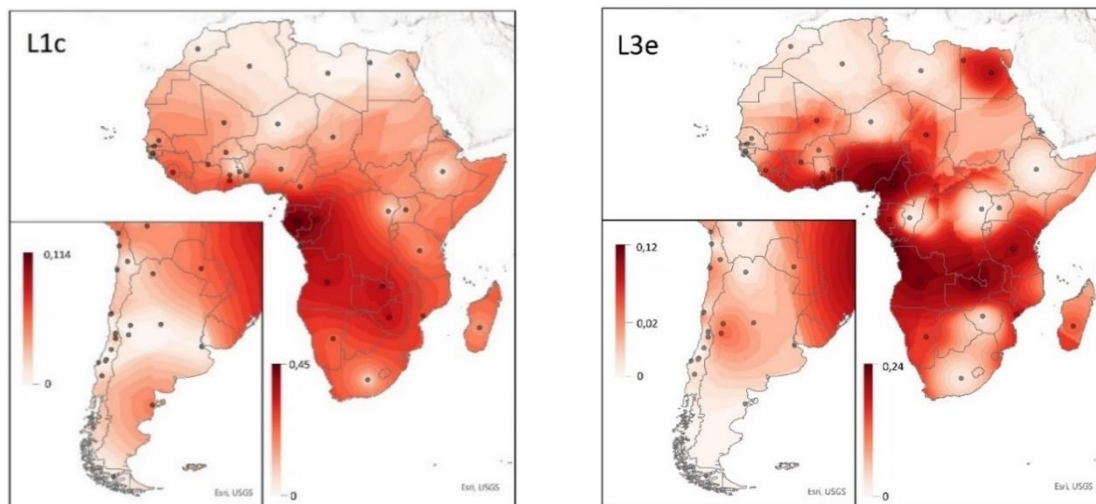 L1c
L3e
0,114
0
0,45
0
Esri, USGS
Esri, USGS
0,12
0,02
0
0,24
0
Esri, USGS
Esri, USGS